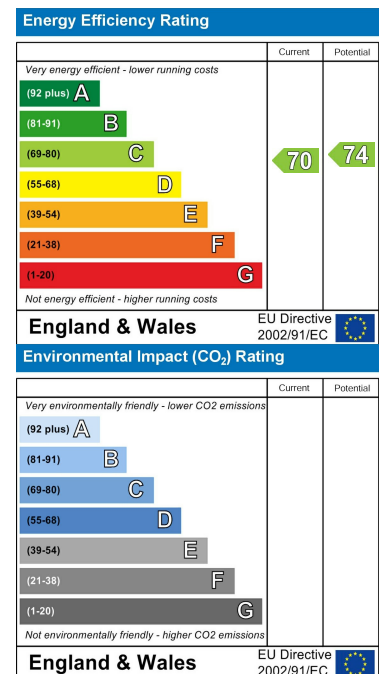 Energy Efficiency Rating
Current Potential
Very energy efficient - lower running costs
(92 plus) A
(81-91) B
(69-80) C
70 74
(55-68) D
(39-54) E
(21-38) F
(1-20) G
Not energy efficient - higher running costs
England & Wales
EU Directive
2002/91/EC
Environmental Impact (CO₂) Rating
Current Potential
Very environmentally friendly - lower CO2 emissions
(92 plus) A
(81-91) B
(69-80) C
(55-68) D
(39-54) E
(21-38) F
(1-20) G
Not environmentally friendly - higher CO2 emissions
England & Wales
EU Directive
2002/91/EC